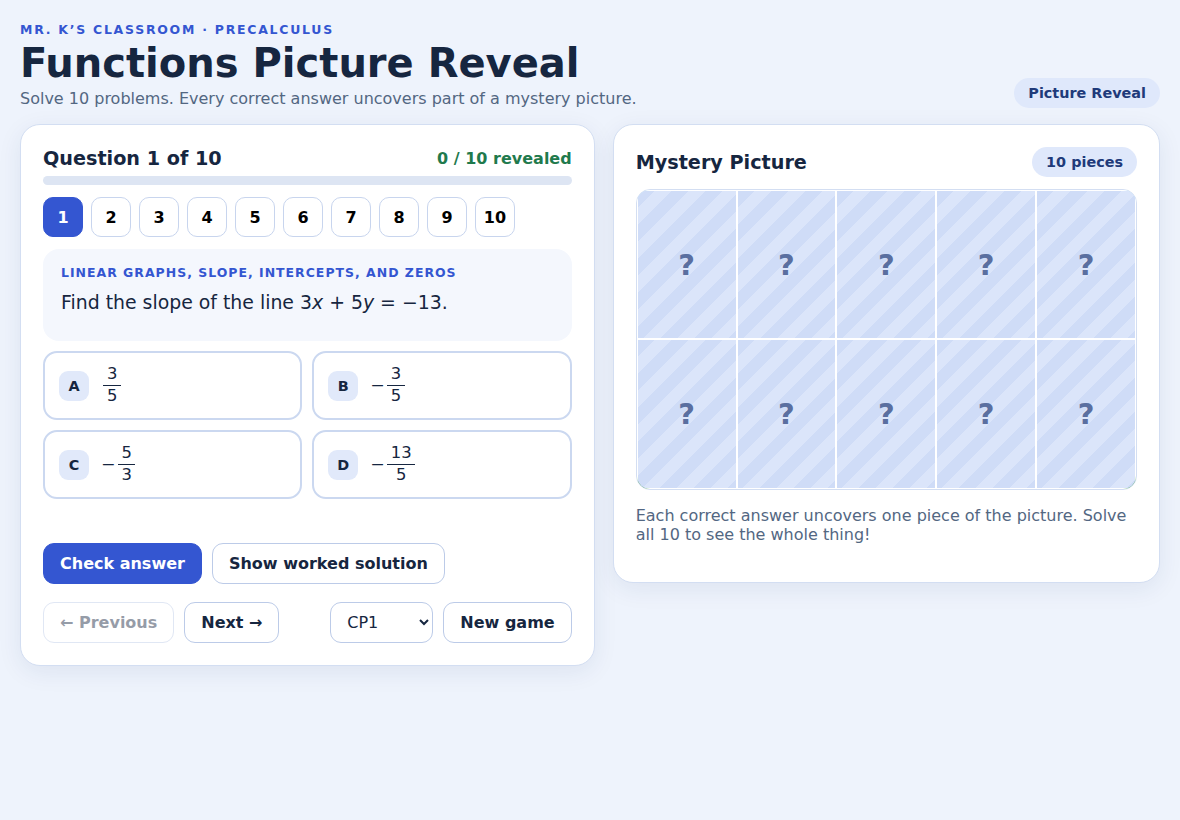 MR. K’S CLASSROOM · PRECALCULUS
Functions Picture Reveal
Solve 10 problems. Every correct answer uncovers part of a mystery picture.
Picture Reveal
Question 1 of 10
0 / 10 revealed
1 2 3 4 5 6 7 8 9 10
LINEAR GRAPHS, SLOPE, INTERCEPTS, AND ZEROS
Find the slope of the line 3x + 5y = −13.
A 3/5
B −3/5
C −5/3
D −13/5
Check answer
Show worked solution
← Previous
Next →
CP1
New game
Mystery Picture
10 pieces
? ? ? ? ?
? ? ? ? ?
Each correct answer uncovers one piece of the picture. Solve
all 10 to see the whole thing!